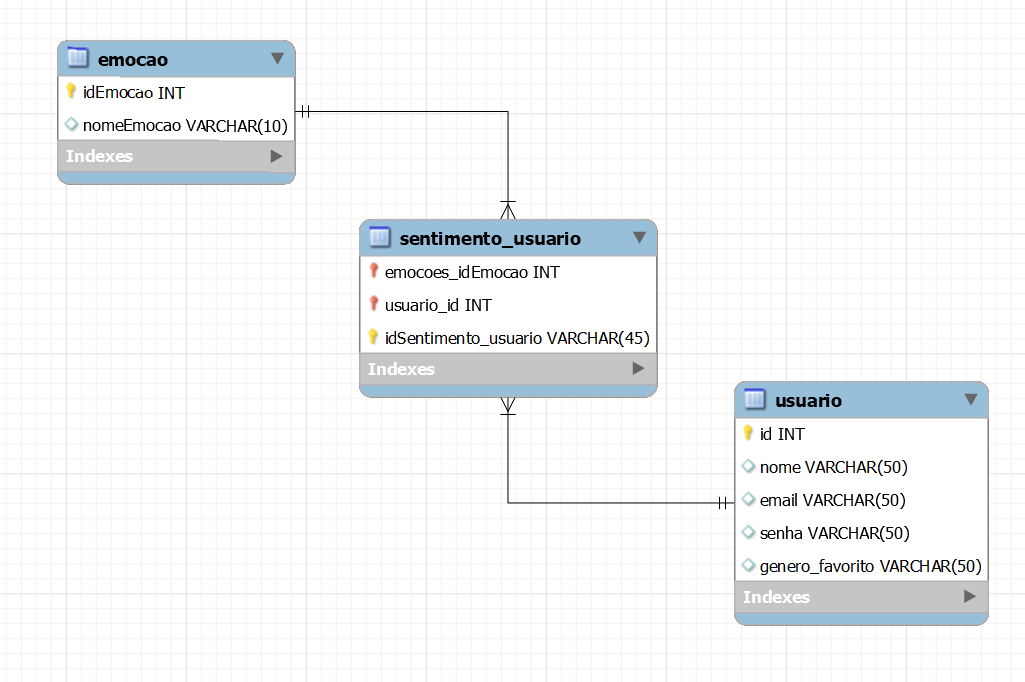 emocao
idEmocao INT
nomeEmocao VARCHAR(10)
Indexes
sentimento_usuario
emocoes_idEmocao INT
usuario_id INT
idSentimento_usuario VARCHAR(45)
Indexes
usuario
id INT
nome VARCHAR(50)
email VARCHAR(50)
senha VARCHAR(50)
genero_favorito VARCHAR(50)
Indexes